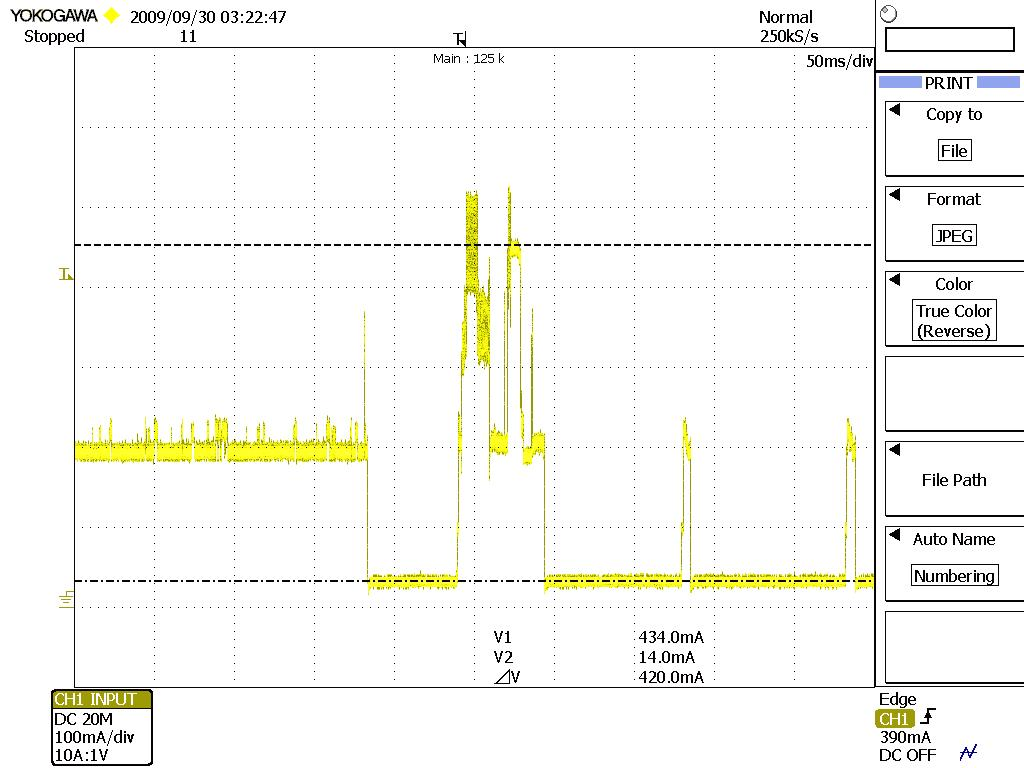 YOKOGAWA 2009/09/30 03:22:47 Normal
Stopped 11 T 250kS/s
Main : 125 k 50ms/div
T
V1 434.0mA
V2 14.0mA
⊿V 420.0mA
CH1 INPUT
DC 20M
100mA/div
10A:1V
PRINT
Copy to
File
Format
JPEG
Color
True Color
(Reverse)
File Path
Auto Name
Numbering
Edge
CH1
390mA
DC OFF